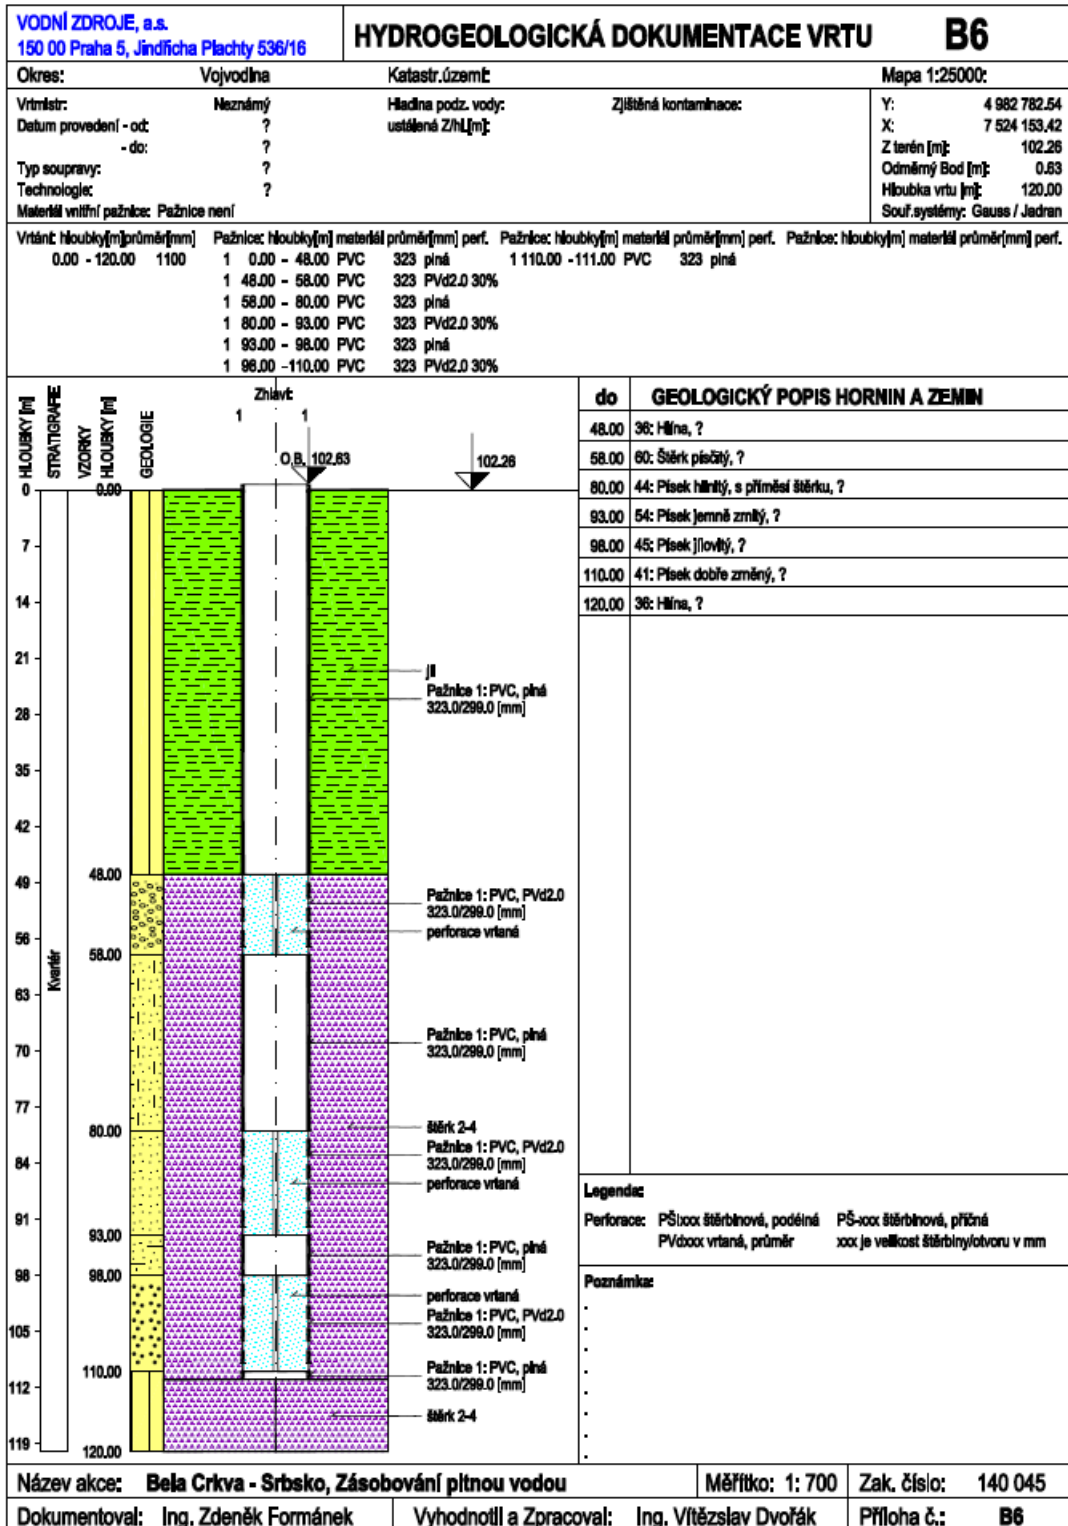 VODNÍ ZDROJE, a.s.
150 00 Praha 5, Jindřicha Plachty 536/16
HYDROGEOLOGICKÁ DOKUMENTACE VRTU B6
Okres: Vojvodina Katastr.území: Mapa 1:25000:
Vrtmistr: Neznámý Hladina podz. vody: Zjištěná kontaminace: Y: 4 982 782.54
Datum provedení - od: ? ustálená Z/hl.[m]: X: 7 524 153.42
- do: ? Z terén [m]: 102.26
Typ soupravy: ? Odměrný Bod [m]: 0.63
Technologie: ? Hloubka vrtu [m]: 120.00
Materiál vnitřní pažnice: Pažnice není Souř.systémy: Gauss / Jadran
Vrtání: hloubky[m]průměr[mm] Pažnice: hloubky[m] materiál průměr[mm] perf. Pažnice: hloubky[m] materiál průměr[mm] perf. Pažnice: hloubky[m] materiál průměr[mm] perf.
0.00 - 120.00 1100 1 0.00 - 48.00 PVC 323 plná 1 110.00 - 111.00 PVC 323 plná
1 48.00 - 58.00 PVC 323 PVd2.0 30%
1 58.00 - 80.00 PVC 323 plná
1 80.00 - 93.00 PVC 323 PVd2.0 30%
1 93.00 - 98.00 PVC 323 plná
1 98.00 - 110.00 PVC 323 PVd2.0 30%
HLOUBKY [m]
STRATIGRAFIE
VZORKY
HLOUBKY [m]
GEOLOGIE
Zhlaví:
1 1
O.B. 102.63
102.26
0
7
14
21
28
35
42
49
56
63
70
77
84
91
98
105
112
119
Kvartér
0.00
48.00
58.00
80.00
93.00
98.00
110.00
120.00
jíl
Pažnice 1: PVC, plná
323.0/299.0 [mm]
Pažnice 1: PVC, PVd2.0
323.0/299.0 [mm]
perforace vrtaná
Pažnice 1: PVC, plná
323.0/299.0 [mm]
štěrk 2-4
Pažnice 1: PVC, PVd2.0
323.0/299.0 [mm]
perforace vrtaná
Pažnice 1: PVC, plná
323.0/299.0 [mm]
perforace vrtaná
Pažnice 1: PVC, PVd2.0
323.0/299.0 [mm]
Pažnice 1: PVC, plná
323.0/299.0 [mm]
štěrk 2-4
do GEOLOGICKÝ POPIS HORNIN A ZEMIN
48.00 36: Hlína, ?
58.00 60: Štěrk písčitý, ?
80.00 44: Písek hlinitý, s příměsí štěrku, ?
93.00 54: Písek jemně zrnitý, ?
98.00 45: Písek jílovitý, ?
110.00 41: Písek dobře zrněný, ?
120.00 36: Hlína, ?
Legenda:
Perforace: PŠIxxx štěrbinová, podélná PŠ-xxx štěrbinová, příčná
PVdxxx vrtaná, průměr xxx je velikost štěrbiny/otvoru v mm
Poznámka:
Název akce: Bela Crkva - Srbsko, Zásobování pitnou vodou Měřítko: 1: 700 Zak. číslo: 140 045
Dokumentoval: Ing. Zdeněk Formánek Vyhodnotil a Zpracoval: Ing. Vítězslav Dvořák Příloha č.: B6